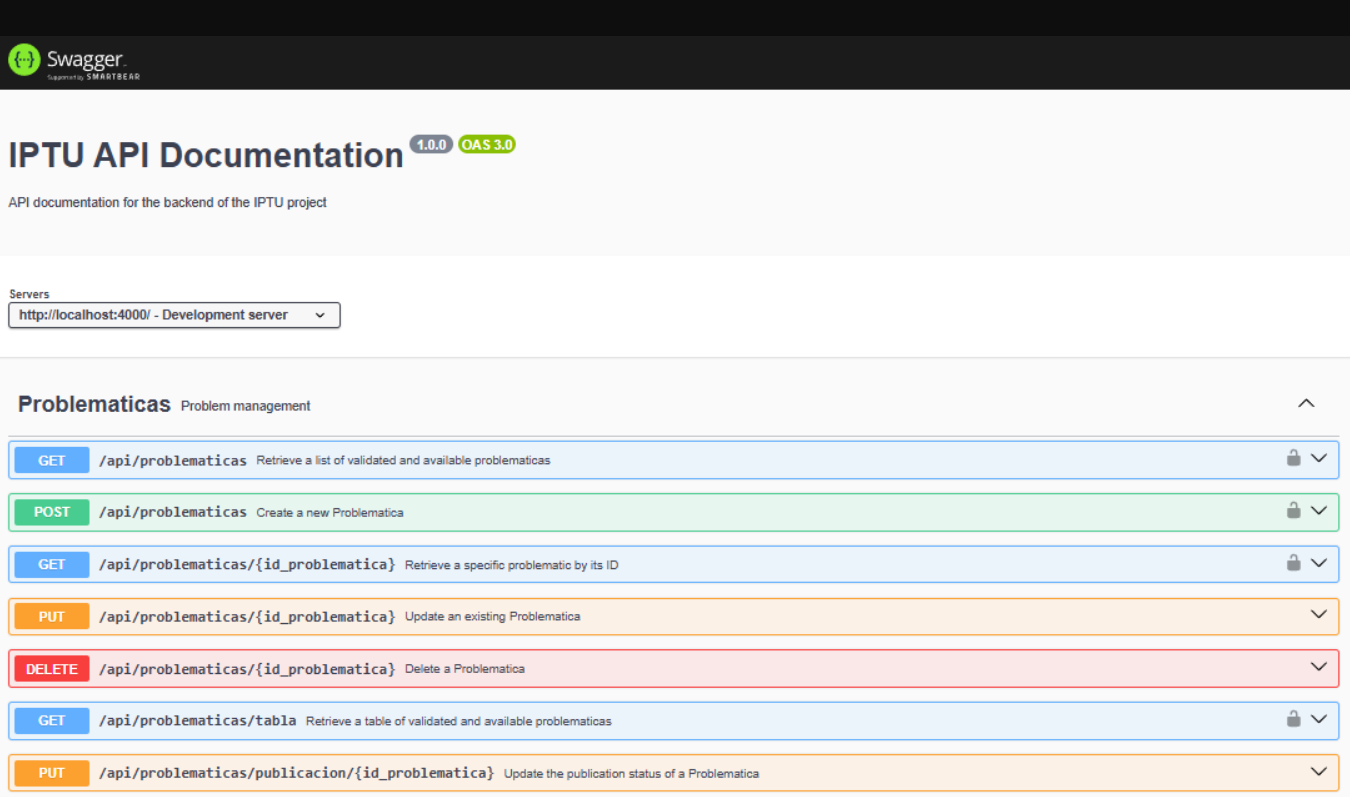 Swagger
Supported by SMARTBEAR
IPTU API Documentation 1.0.0 OAS 3.0
API documentation for the backend of the IPTU project
Servers
http://localhost:4000/ - Development server
Problematicas Problem management
GET /api/problematicas Retrieve a list of validated and available problematicas
POST /api/problematicas Create a new Problematica
GET /api/problematicas/{id_problematica} Retrieve a specific problematic by its ID
PUT /api/problematicas/{id_problematica} Update an existing Problematica
DELETE /api/problematicas/{id_problematica} Delete a Problematica
GET /api/problematicas/tabla Retrieve a table of validated and available problematicas
PUT /api/problematicas/publicacion/{id_problematica} Update the publication status of a Problematica